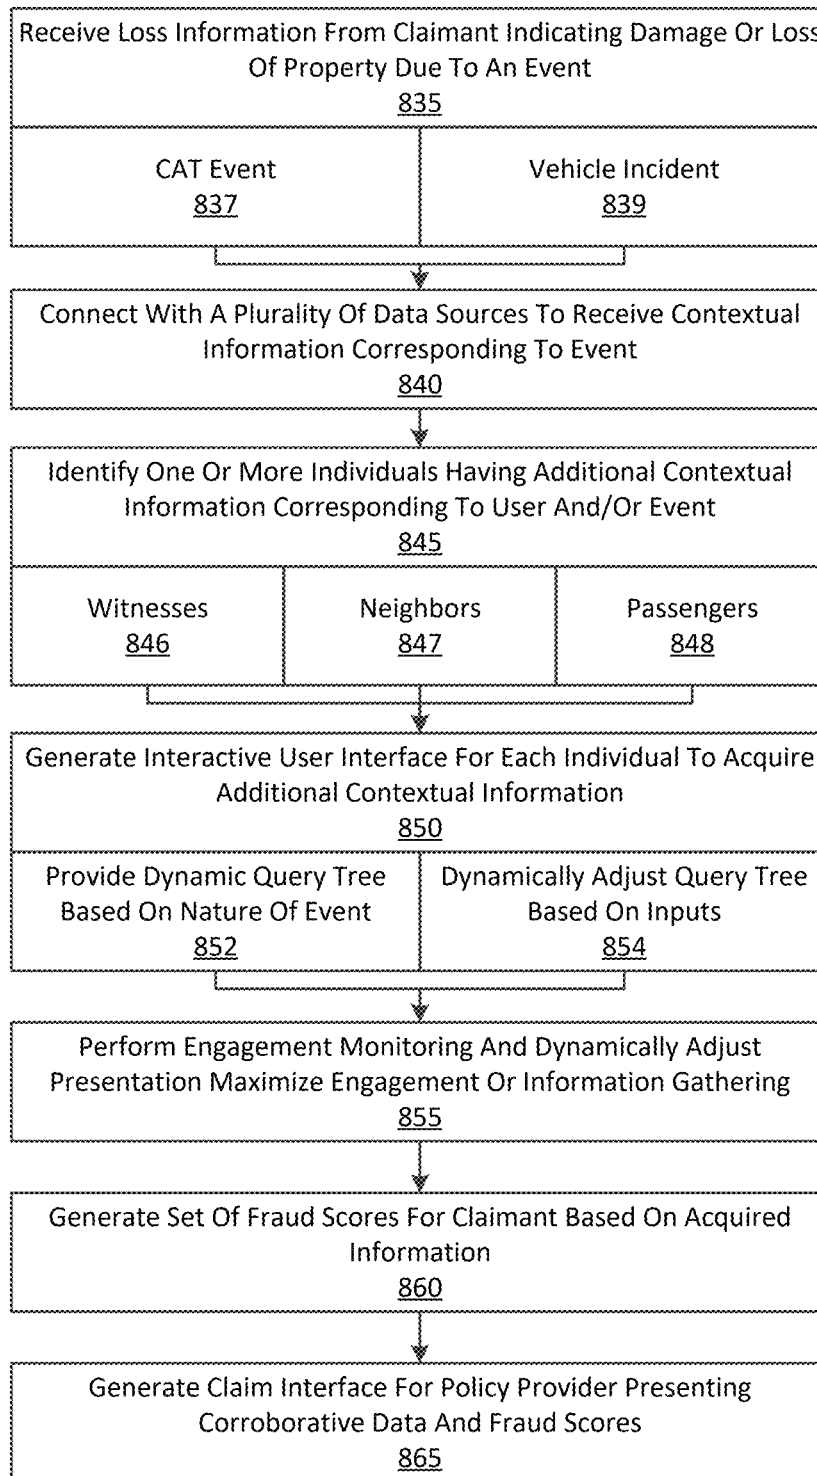 Receive Loss Information From Claimant Indicating Damage Or Loss
Of Property Due To An Event
835
CAT Event
837
Vehicle Incident
839
Connect With A Plurality Of Data Sources To Receive Contextual
Information Corresponding To Event
840
Identify One Or More Individuals Having Additional Contextual
Information Corresponding To User And/Or Event
845
Witnesses
846
Neighbors
847
Passengers
848
Generate Interactive User Interface For Each Individual To Acquire
Additional Contextual Information
850
Provide Dynamic Query Tree
Based On Nature Of Event
852
Dynamically Adjust Query Tree
Based On Inputs
854
Perform Engagement Monitoring And Dynamically Adjust
Presentation Maximize Engagement Or Information Gathering
855
Generate Set Of Fraud Scores For Claimant Based On Acquired
Information
860
Generate Claim Interface For Policy Provider Presenting
Corroborative Data And Fraud Scores
865